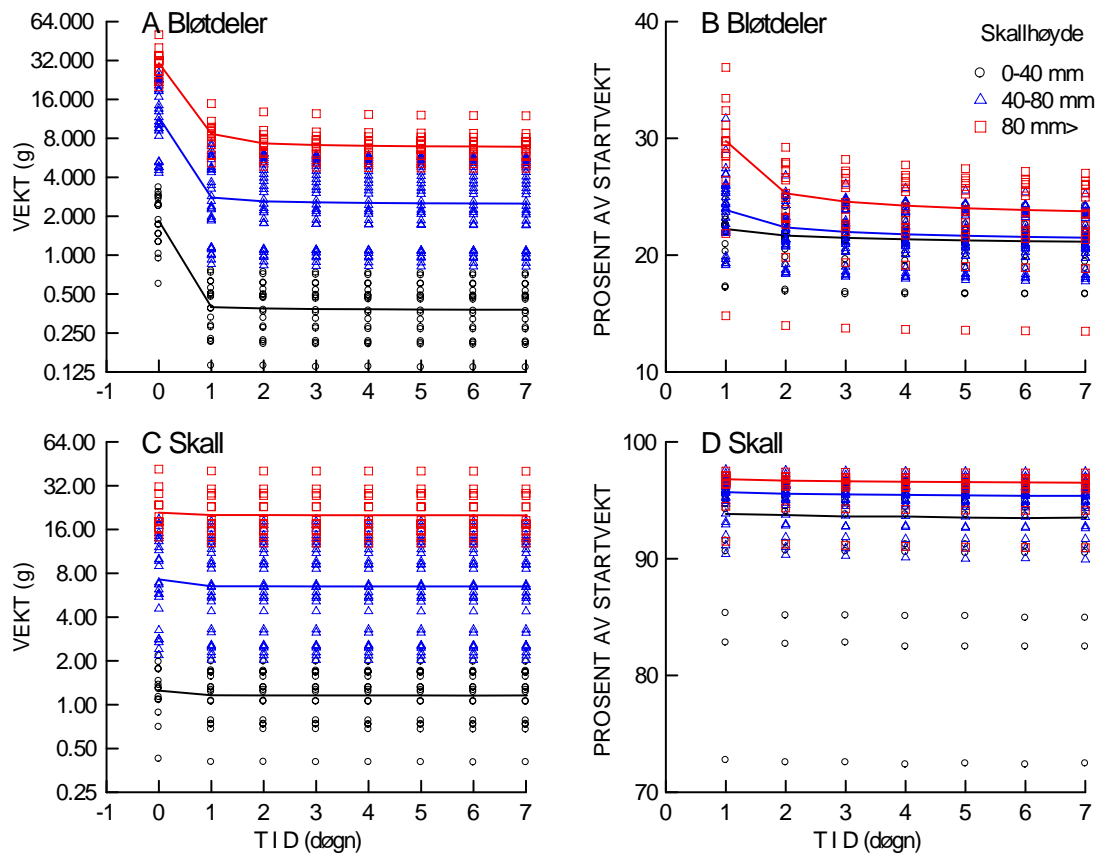 A Bløtdeler
VEKT (g)
64.000
32.000
16.000
8.000
4.000
2.000
1.000
0.500
0.250
0.125
-1 0 1 2 3 4 5 6 7
B Bløtdeler
Skallhøyde
0-40 mm
40-80 mm
80 mm>
PROSENT AV STARTVEKT
40
30
20
10
0 1 2 3 4 5 6 7
C Skall
VEKT (g)
64.00
32.00
16.00
8.00
4.00
2.00
1.00
0.50
0.25
-1 0 1 2 3 4 5 6 7
T I D (døgn)
D Skall
PROSENT AV STARTVEKT
100
90
80
70
0 1 2 3 4 5 6 7
T I D (døgn)